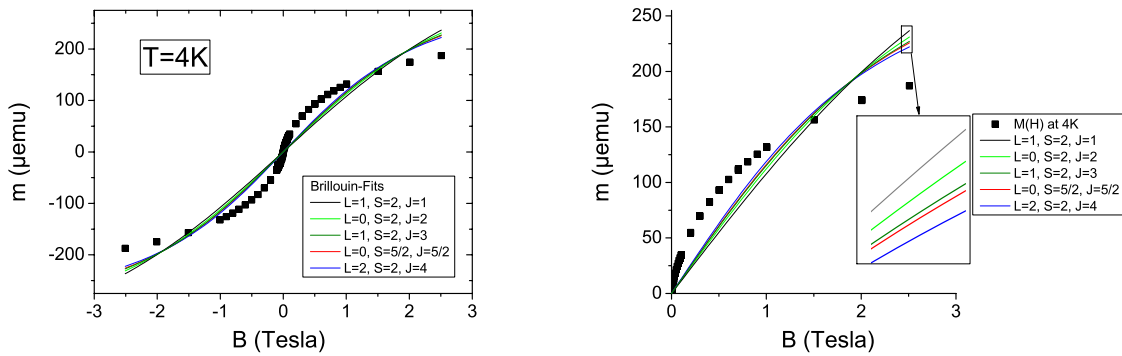 T=4K
m (µemu)
200
100
0
-100
-200
-3
-2
-1
0
1
2
3
B (Tesla)
Brillouin-Fits
L=1, S=2, J=1
L=0, S=2, J=2
L=1, S=2, J=3
L=0, S=5/2, J=5/2
L=2, S=2, J=4
m (µemu)
250
200
150
100
50
0
0
1
2
3
B (Tesla)
M(H) at 4K
L=1, S=2, J=1
L=0, S=2, J=2
L=1, S=2, J=3
L=0, S=5/2, J=5/2
L=2, S=2, J=4